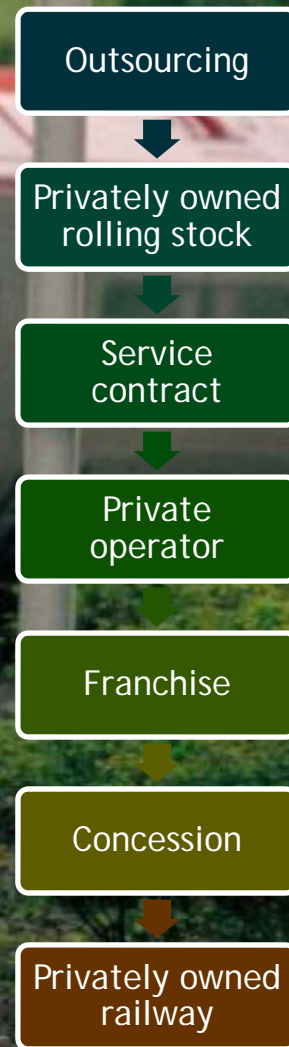 Outsourcing
Privately owned
rolling stock
Service
contract
Private
operator
Franchise
Concession
Privately owned
railway